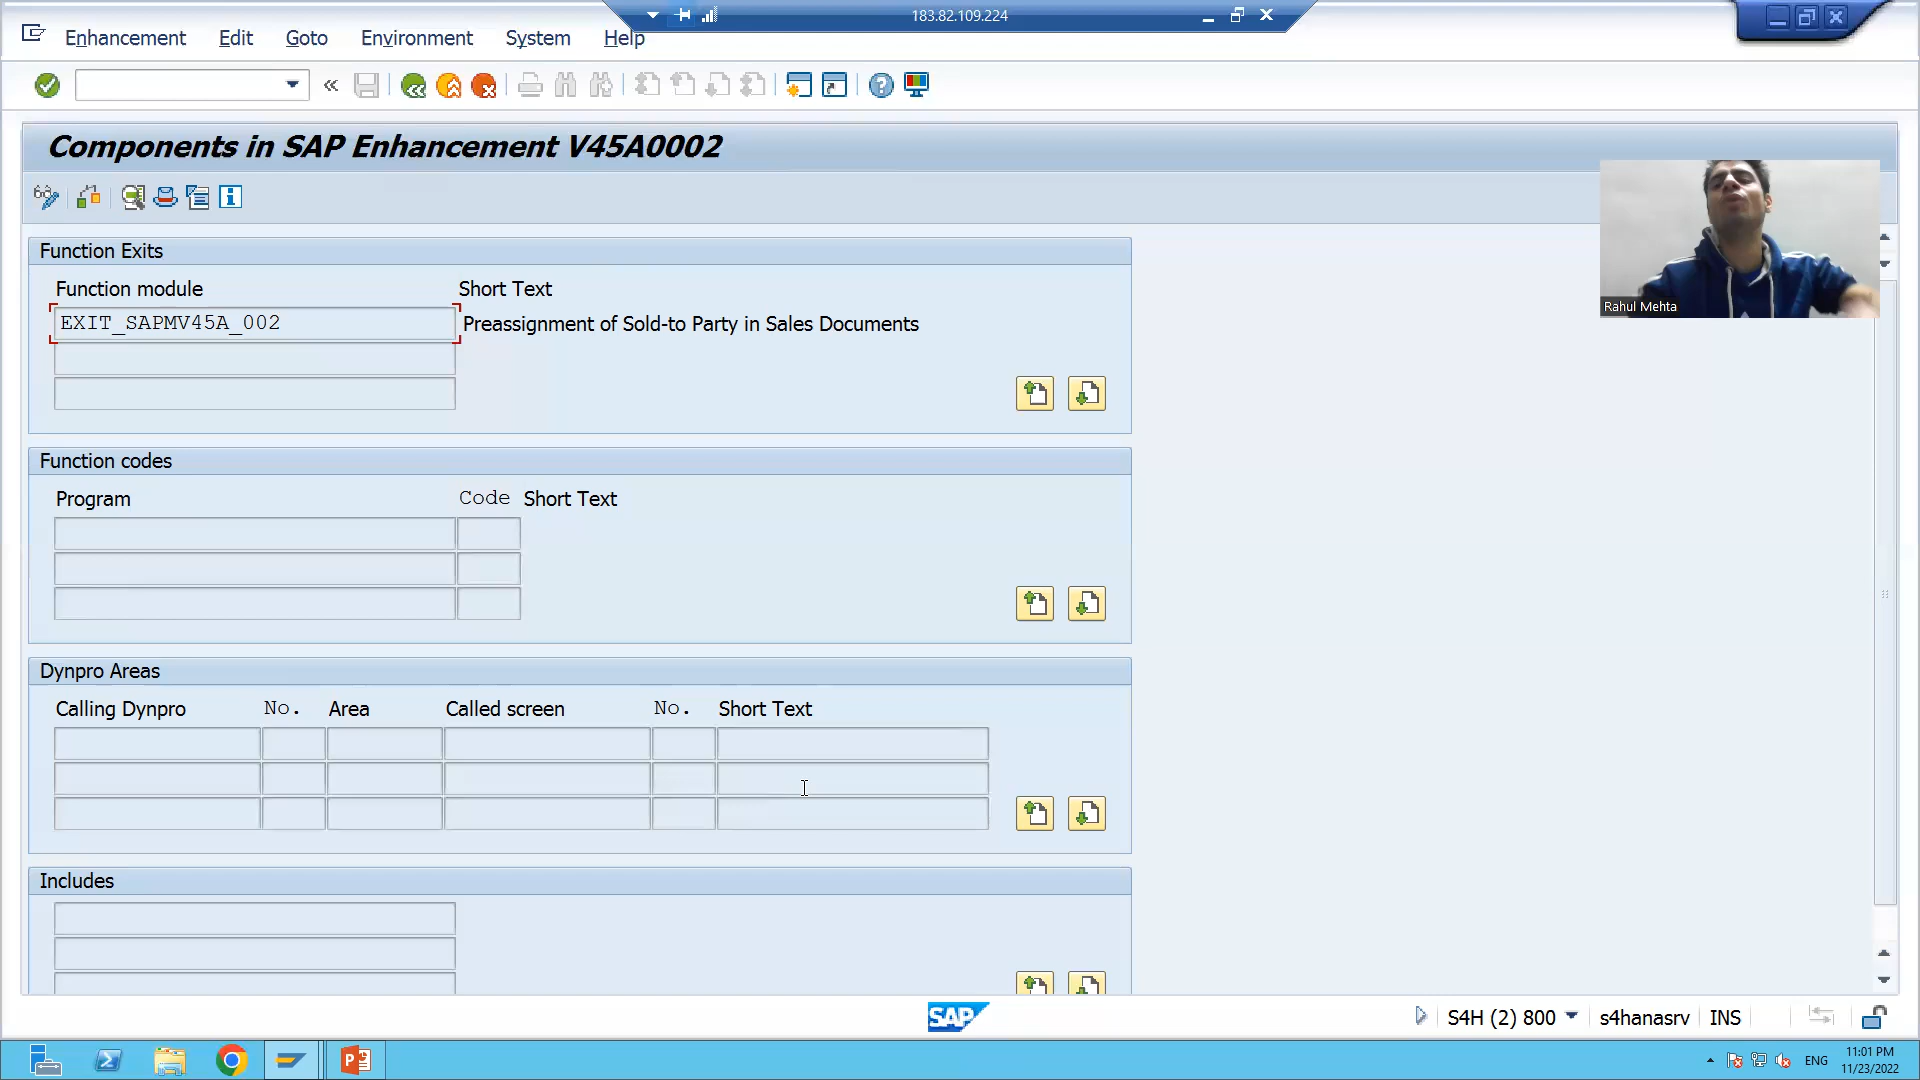 183.82.109.224
Enhancement Edit Goto Environment System Help
Components in SAP Enhancement V45A0002
Rahul Mehta
Function Exits
Function module Short Text
EXIT_SAPMV45A_002 Preassignment of Sold-to Party in Sales Documents
Function codes
Program Code Short Text
Dynpro Areas
Calling Dynpro No. Area Called screen No. Short Text
Includes
SAP S4H (2) 800 s4hanasrv INS
ENG 11:01 PM
11/23/2022